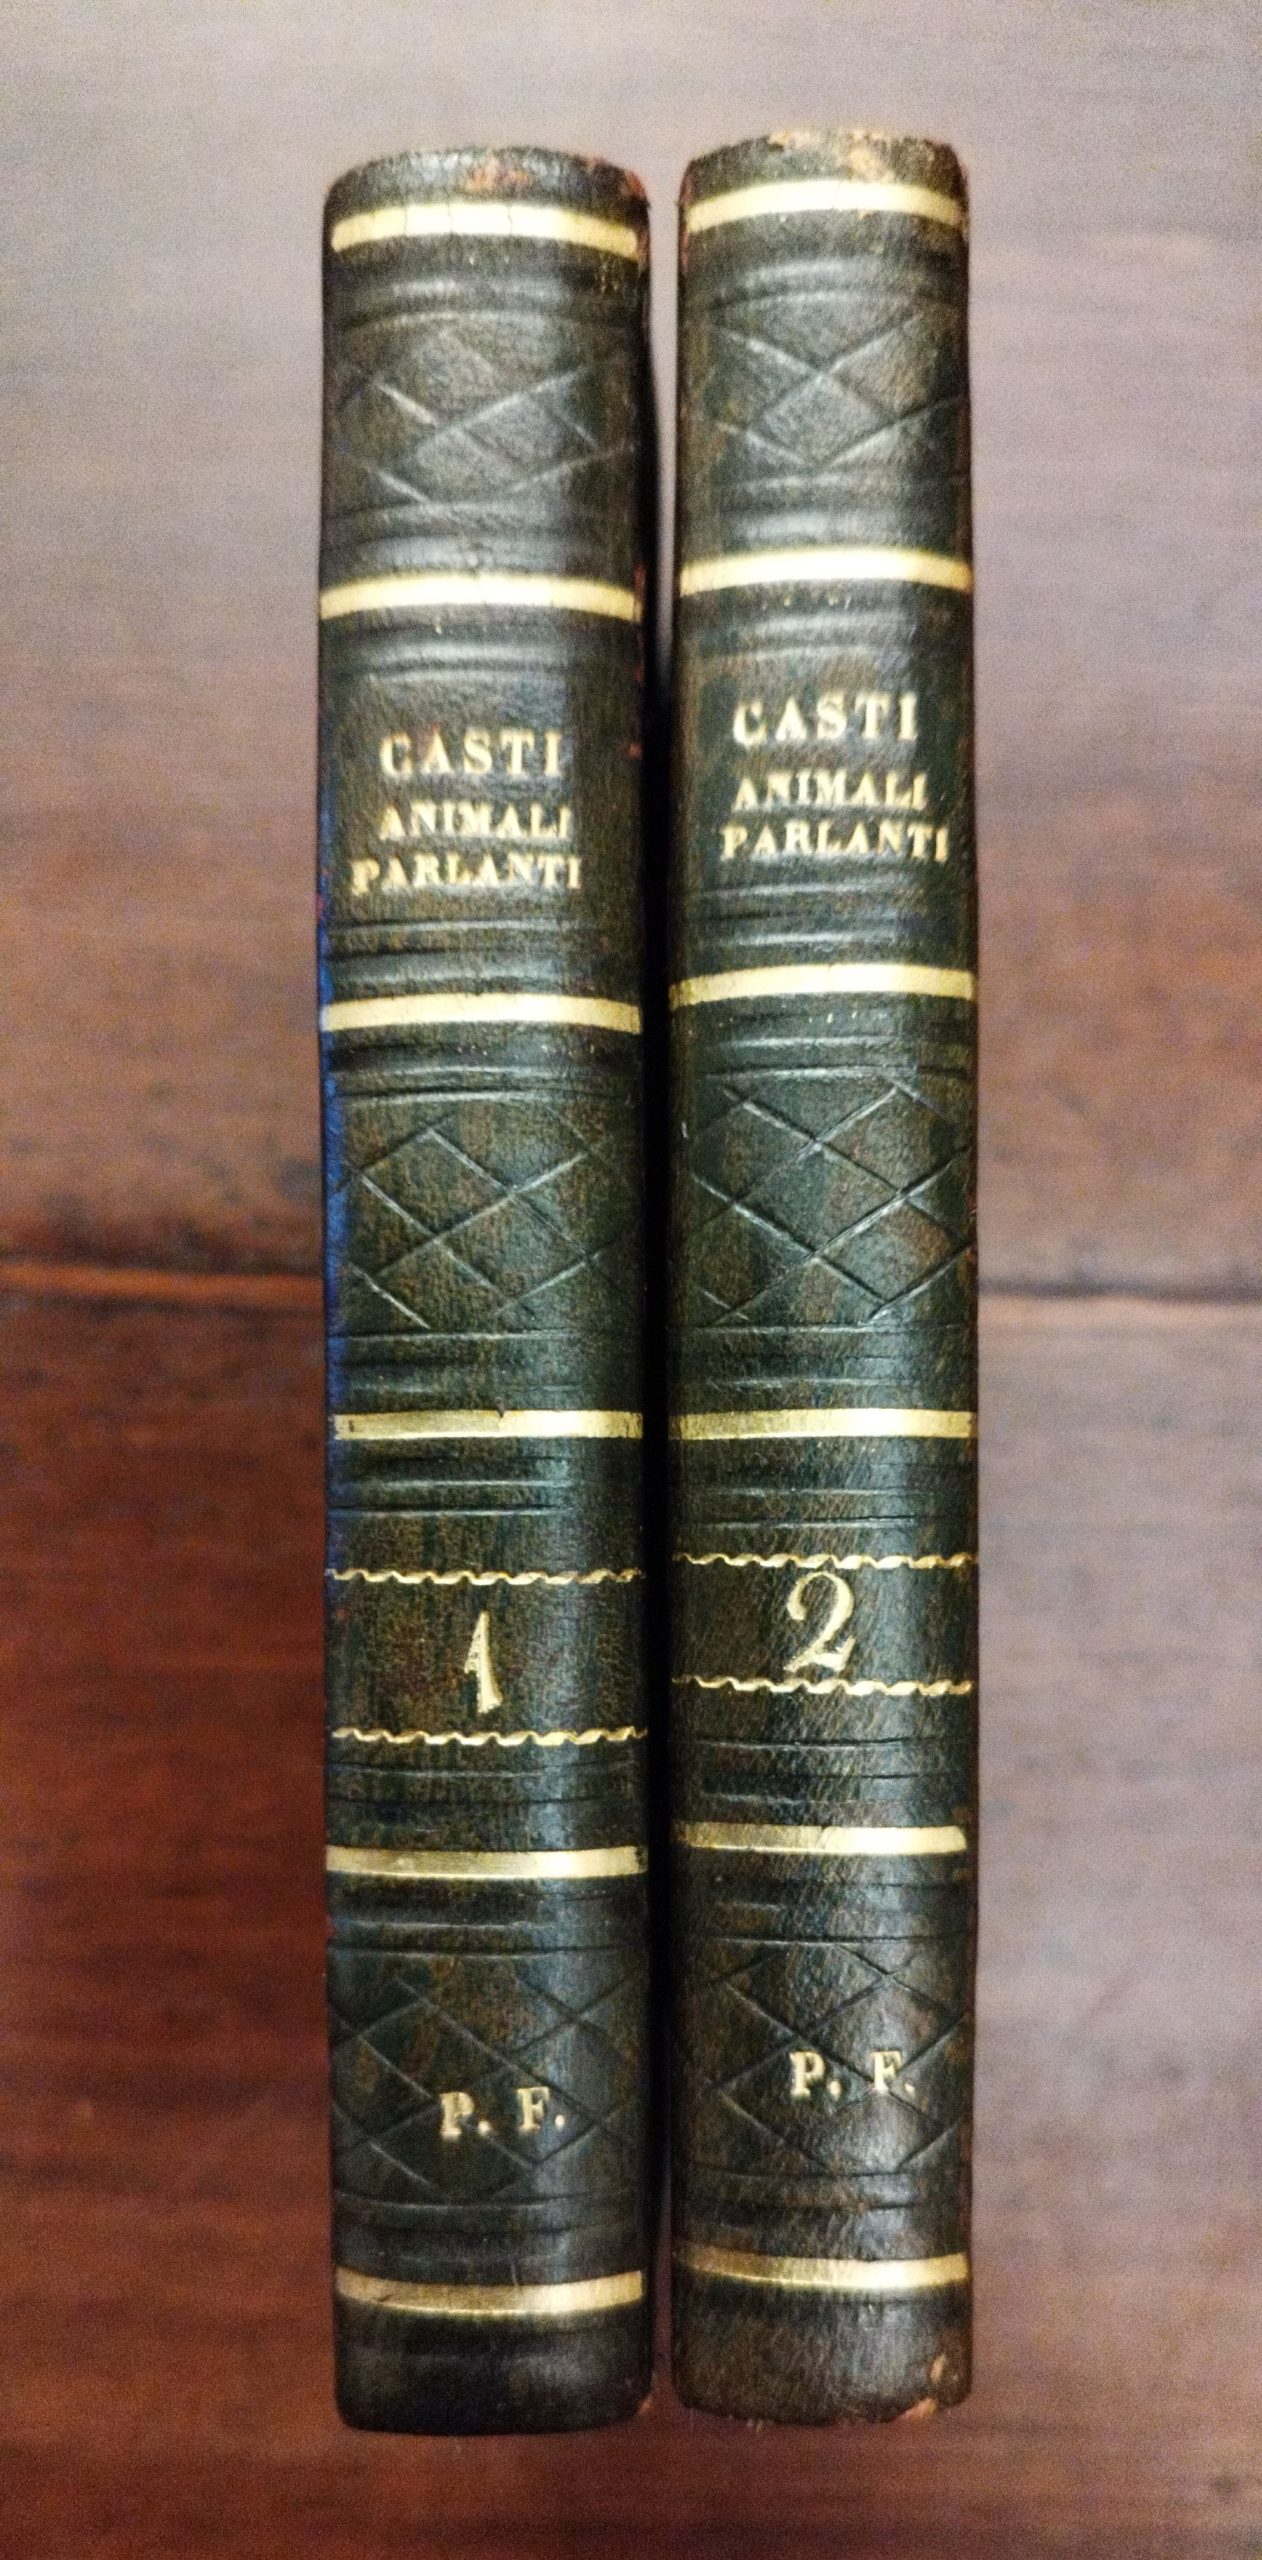 CASTI
ANIMALI
PARLANTI
1
P. F.
CASTI
ANIMALI
PARLANTI
2
P. F.